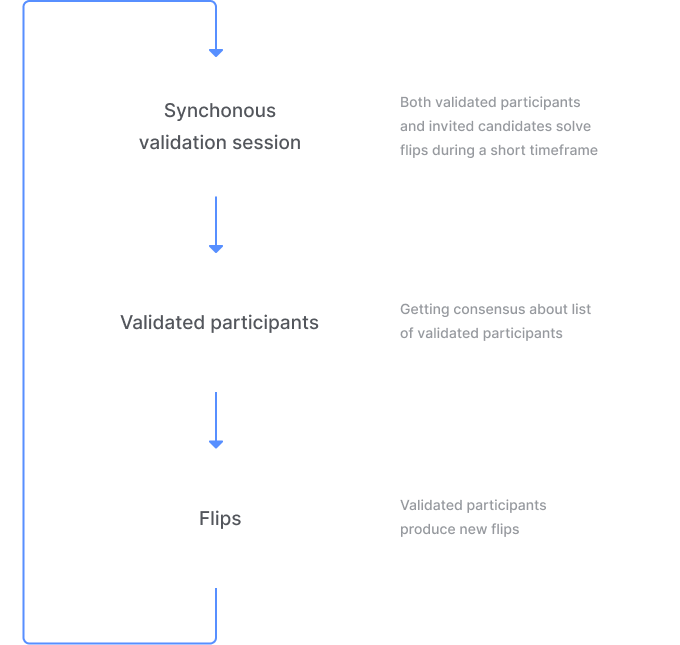 Synchonous
validation session
Both validated participants
and invited candidates solve
flips during a short timeframe
Validated participants
Getting consensus about list
of validated participants
Flips
Validated participants
produce new flips